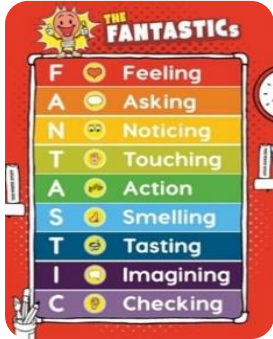 THE
FANTASTICs
F Feeling
A Asking
N Noticing
T Touching
A Action
S Smelling
T Tasting
I Imagining
C Checking